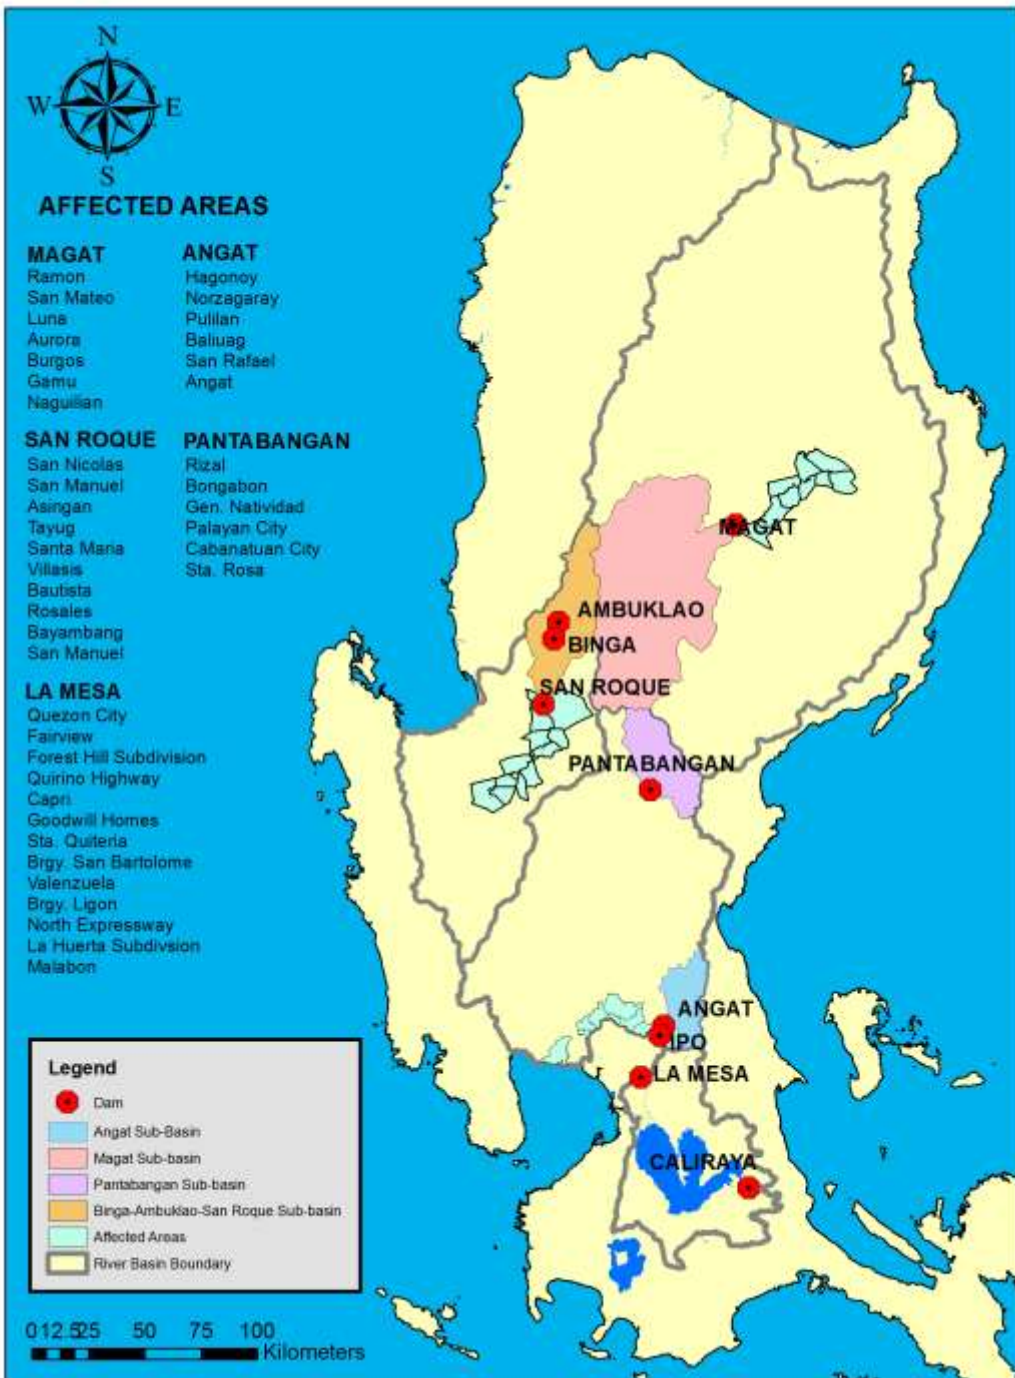 N
W E
S
AFFECTED AREAS
MAGAT
Ramon
San Mateo
Luna
Aurora
Burgos
Gamu
Naguilian
ANGAT
Hagonoy
Norzagaray
Pulilan
Baliuag
San Rafael
Angat
SAN ROQUE
San Nicolas
San Manuel
Asingan
Tayug
Santa Maria
Villasis
Bautista
Rosales
Bayambang
San Manuel
PANTABANGAN
Rizal
Bongabon
Gen. Natividad
Palayan City
Cabanatuan City
Sta. Rosa
LA MESA
Quezon City
Fairview
Forest Hill Subdivision
Quirino Highway
Capri
Goodwill Homes
Sta. Quiteria
Brgy. San Bartolome
Valenzuela
Brgy. Ligon
North Expressway
La Huerta Subdivsion
Malabon
MAGAT
AMBUKLAO
BINGA
SAN ROQUE
PANTABANGAN
ANGAT
IPO
LA MESA
CALIRAYA
Legend
Dam
Angat Sub-Basin
Magat Sub-basin
Pantabangan Sub-basin
Binga-Ambuklao-San Roque Sub-basin
Affected Areas
River Basin Boundary
0 12.5 25 50 75 100
Kilometers